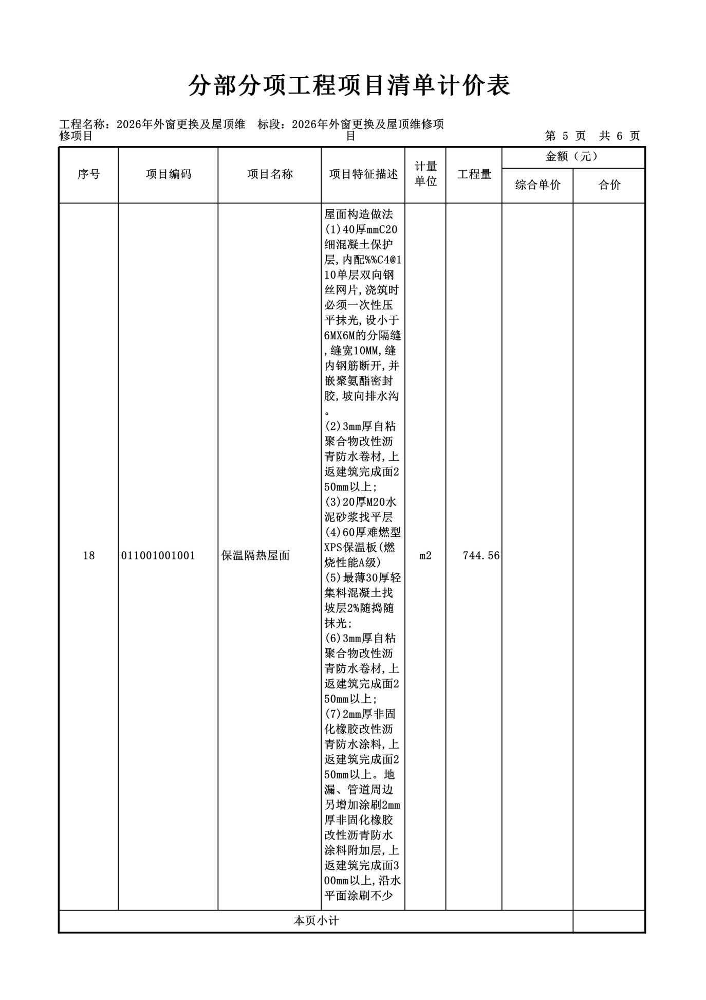 分部分项工程项目清单计价表
工程名称：2026年外窗更换及屋顶维
修项目
标段：2026年外窗更换及屋顶维修项
目
第 5 页 共 6 页
序号
项目编码
项目名称
项目特征描述
计量
单位
工程量
金额（元）
综合单价
合价
18
011001001001
保温隔热屋面
屋面构造做法
(1)40厚mmC20
细混凝土保护
层,内配%%C4@1
10单层双向钢
丝网片,浇筑时
必须一次性压
平抹光,设小于
6MX6M的分隔缝
,缝宽10MM,缝
内钢筋断开,并
嵌聚氨酯密封
胶,坡向排水沟
。
(2)3mm厚自粘
聚合物改性沥
青防水卷材,上
返建筑完成面2
50mm以上;
(3)20厚M20水
泥砂浆找平层
(4)60厚难燃型
XPS保温板(燃
烧性能A级)
(5)最薄30厚轻
集料混凝土找
坡层2%随捣随
抹光;
(6)3mm厚自粘
聚合物改性沥
青防水卷材,上
返建筑完成面2
50mm以上;
(7)2mm厚非固
化橡胶改性沥
青防水涂料,上
返建筑完成面2
50mm以上。地
漏、管道周边
另增加涂刷2mm
厚非固化橡胶
改性沥青防水
涂料附加层,上
返建筑完成面3
00mm以上,沿水
平面涂刷不少
m2
744.56
本页小计